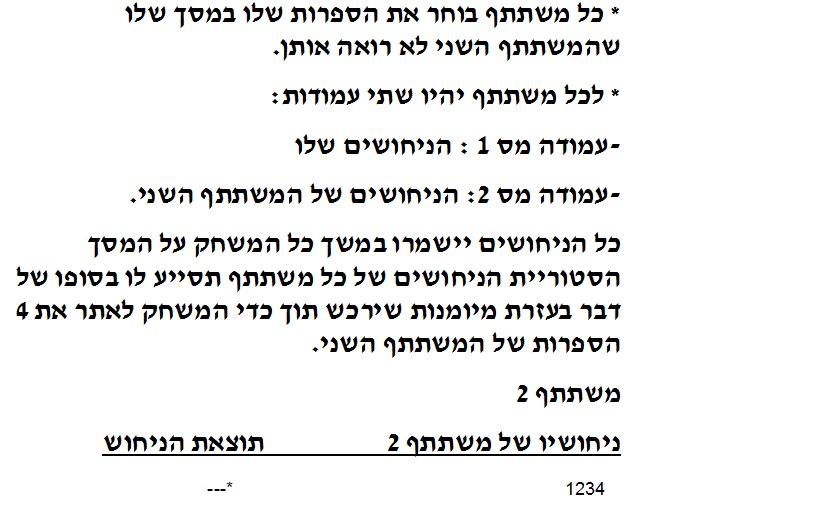 * כל משתתף בוחר את הספרות שלו במסך שלו
שהמשתתף השני לא רואה אותן.
* לכל משתתף יהיו שתי עמודות:
-עמודה מס 1 : הניחושים שלו
-עמודה מס 2: הניחושים של המשתתף השני.
כל הניחושים יישמרו במשך כל המשחק על המסך
הסטוריית הניחושים של כל משתתף תסייע לו בסופו של
דבר בעזרת מיומנות שירכש תוך כדי המשחק לאתר את 4
הספרות של המשתתף השני.
משתתף 2
ניחושיו של משתתף 2 תוצאת הניחוש
1234 ---*